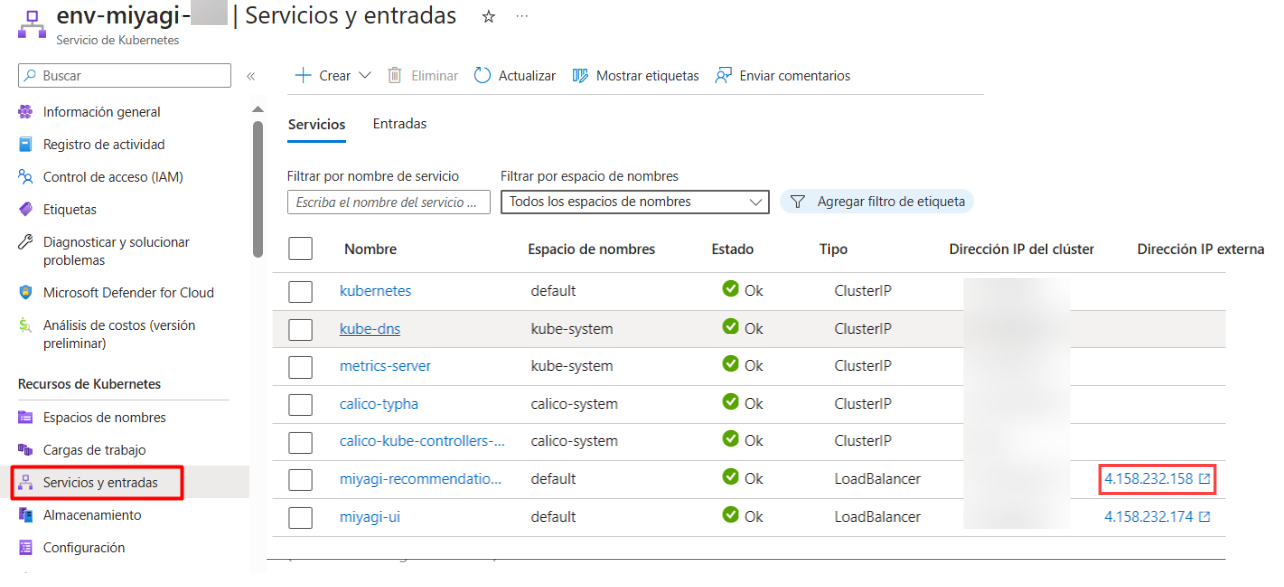 env-miyagi- | Servicios y entradas
Servicio de Kubernetes
Buscar
Crear Eliminar Actualizar Mostrar etiquetas Enviar comentarios
Información general
Registro de actividad
Control de acceso (IAM)
Etiquetas
Diagnosticar y solucionar
problemas
Microsoft Defender for Cloud
Análisis de costos (versión
preliminar)
Recursos de Kubernetes
Espacios de nombres
Cargas de trabajo
Servicios y entradas
Almacenamiento
Configuración
Servicios Entradas
Filtrar por nombre de servicio Filtrar por espacio de nombres
Escriba el nombre del servicio ... Todos los espacios de nombres Agregar filtro de etiqueta
Nombre Espacio de nombres Estado Tipo Dirección IP del clúster Dirección IP externa
kubernetes default Ok ClusterIP
kube-dns kube-system Ok ClusterIP
metrics-server kube-system Ok ClusterIP
calico-typha calico-system Ok ClusterIP
calico-kube-controllers-... calico-system Ok ClusterIP
miyagi-recommendatio... default Ok LoadBalancer 4.158.232.158
miyagi-ui default Ok LoadBalancer 4.158.232.174